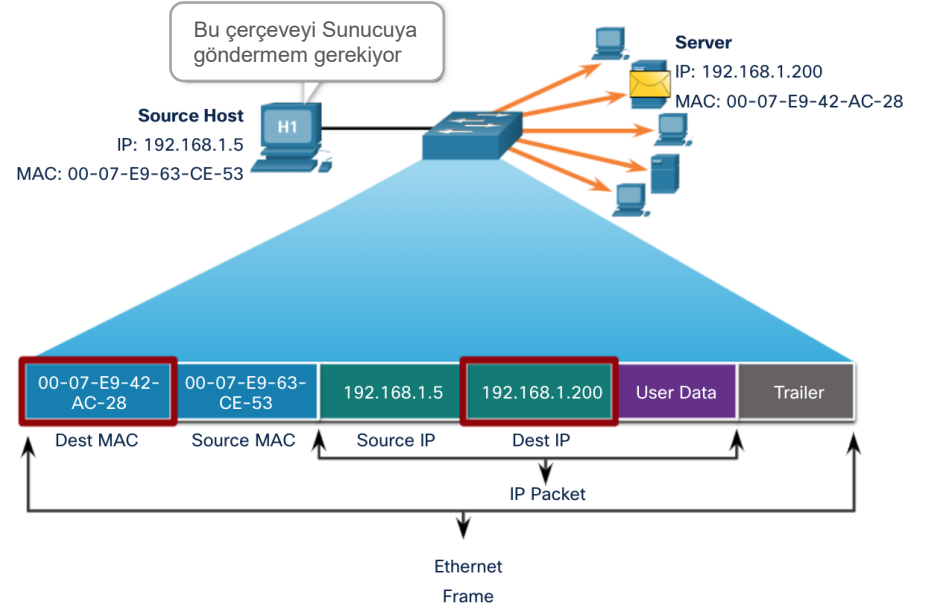 Bu çerçeveyi Sunucuya
göndermem gerekiyor
Server
IP: 192.168.1.200
MAC: 00-07-E9-42-AC-28
Source Host
IP: 192.168.1.5
MAC: 00-07-E9-63-CE-53
H1
00-07-E9-42-
AC-28
00-07-E9-63-
CE-53
192.168.1.5
192.168.1.200
User Data
Trailer
Dest MAC
Source MAC
Source IP
Dest IP
IP Packet
Ethernet
Frame